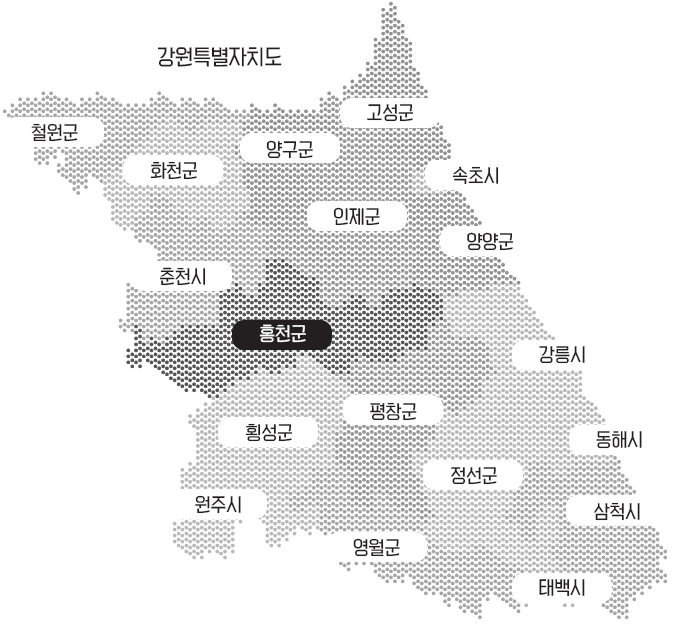 강원특별자치도
고성군
철원군
양구군
화천군
속초시
인제군
양양군
춘천시
홍천군
강릉시
평창군
횡성군
동해시
정선군
원주시
삼척시
영월군
태백시